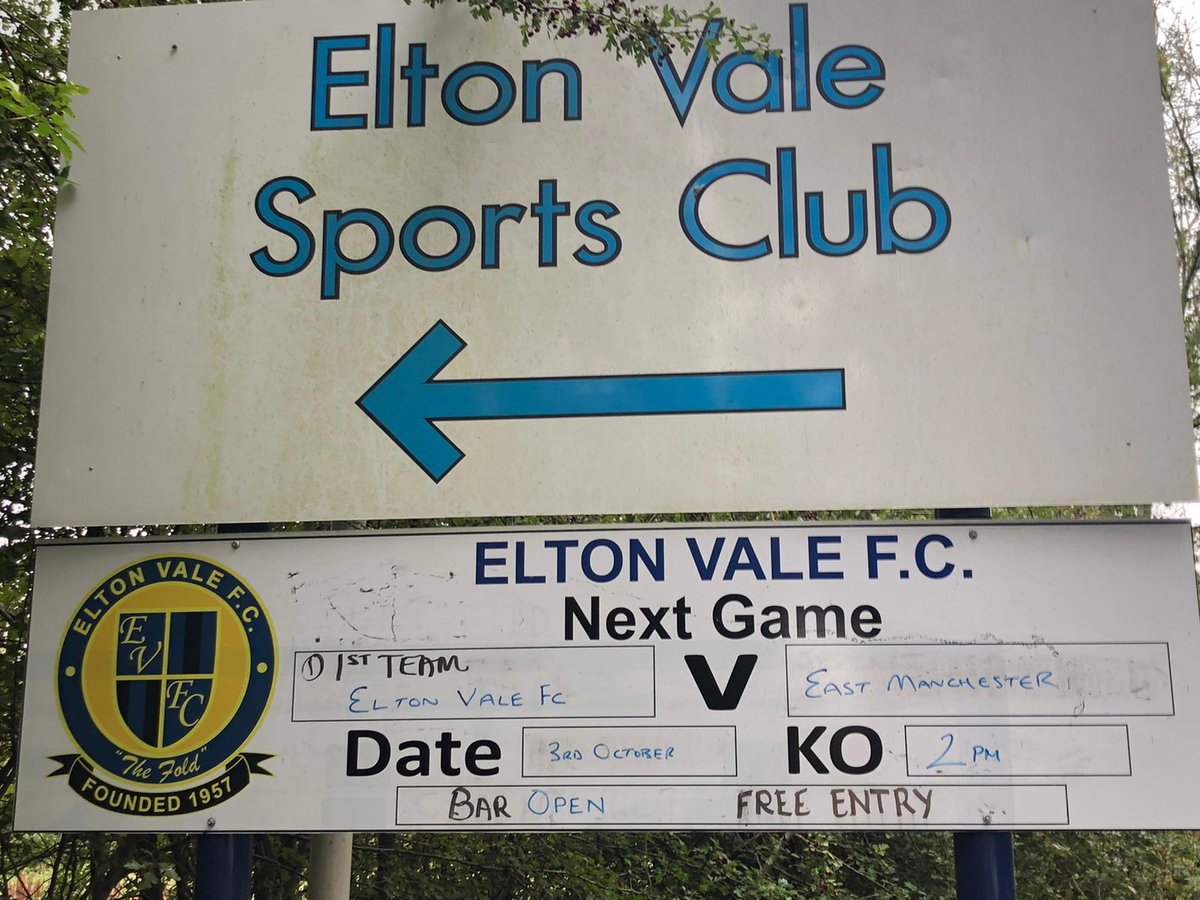 Elton Vale
Sports Club
ELTON VALE F.C.
Next Game
ELTON VALE F.C.
EV
FC
"The Fold"
FOUNDED 1957
① 1ST TEAM
ELTON VALE FC
V
EAST MANCHESTER
Date 3RD OCTOBER KO 2 PM
BAR OPEN FREE ENTRY